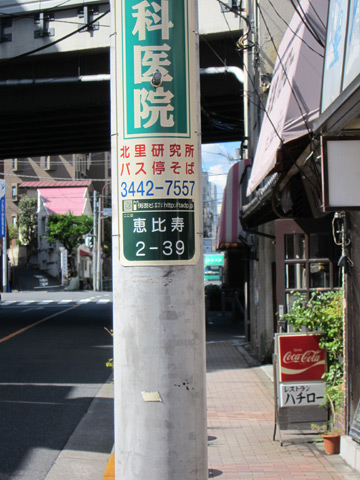 科医院
北里研究所
バス停そば
3442-7557
恵比寿
2-39
Coca-Cola
レストラン
ハチロー